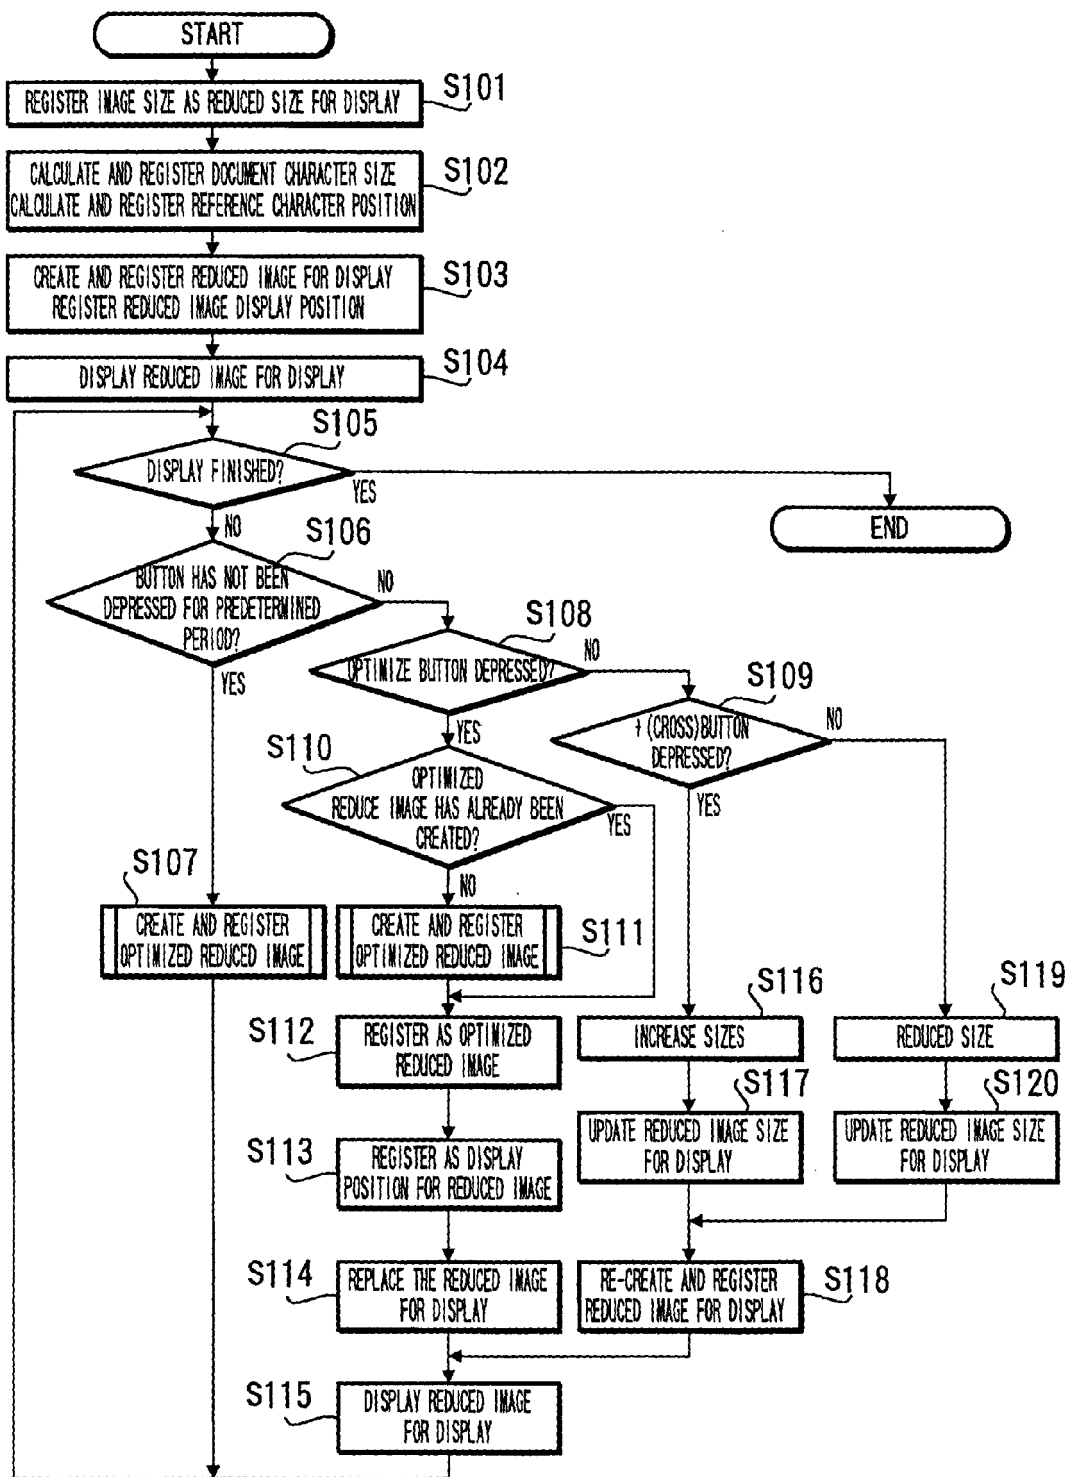 START
REGISTER IMAGE SIZE AS REDUCED SIZE FOR DISPLAY
S101
CALCULATE AND REGISTER DOCUMENT CHARACTER SIZE
CALCULATE AND REGISTER REFERENCE CHARACTER POSITION
S102
CREATE AND REGISTER REDUCED IMAGE FOR DISPLAY
REGISTER REDUCED IMAGE DISPLAY POSITION
S103
DISPLAY REDUCED IMAGE FOR DISPLAY
S104
S105
DISPLAY FINISHED?
YES
NO
END
S106
BUTTON HAS NOT BEEN
DEPRESSED FOR PREDETERMINED
PERIOD?
NO
YES
S108
OPTIMIZE BUTTON DEPRESSED?
NO
YES
S109
+(CROSS)BUTTON
DEPRESSED?
NO
YES
S110
OPTIMIZED
REDUCE IMAGE HAS ALREADY BEEN
CREATED?
YES
NO
S107
CREATE AND REGISTER
OPTIMIZED REDUCED IMAGE
CREATE AND REGISTER
OPTIMIZED REDUCED IMAGE
S111
S112
REGISTER AS OPTIMIZED
REDUCED IMAGE
S116
INCREASE SIZES
S119
REDUCED SIZE
S117
UPDATE REDUCED IMAGE SIZE
FOR DISPLAY
S120
UPDATE REDUCED IMAGE SIZE
FOR DISPLAY
S113
REGISTER AS DISPLAY
POSITION FOR REDUCED IMAGE
S114
REPLACE THE REDUCED IMAGE
FOR DISPLAY
RE-CREATE AND REGISTER
REDUCED IMAGE FOR DISPLAY
S118
S115
DISPLAY REDUCED IMAGE
FOR DISPLAY